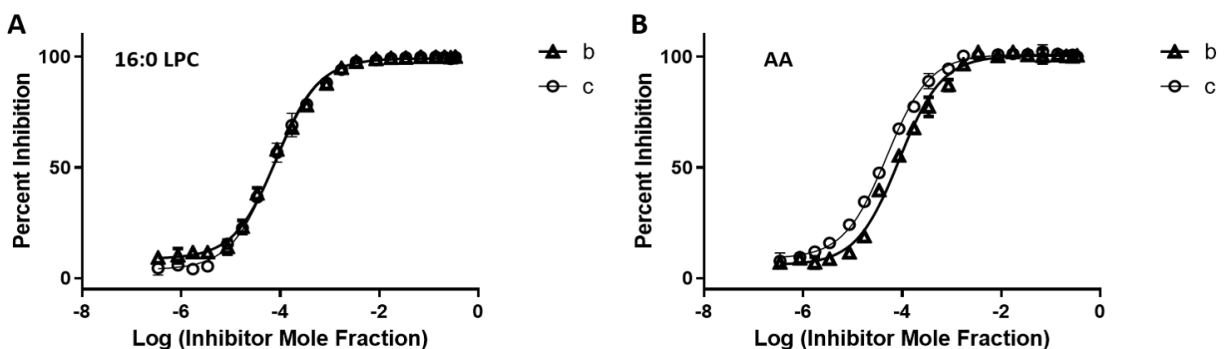 A
16:0 LPC
b
c
Percent Inhibition
100
50
0
-8
-6
-4
-2
0
Log (Inhibitor Mole Fraction)
B
AA
b
c
Percent Inhibition
100
50
0
-8
-6
-4
-2
0
Log (Inhibitor Mole Fraction)